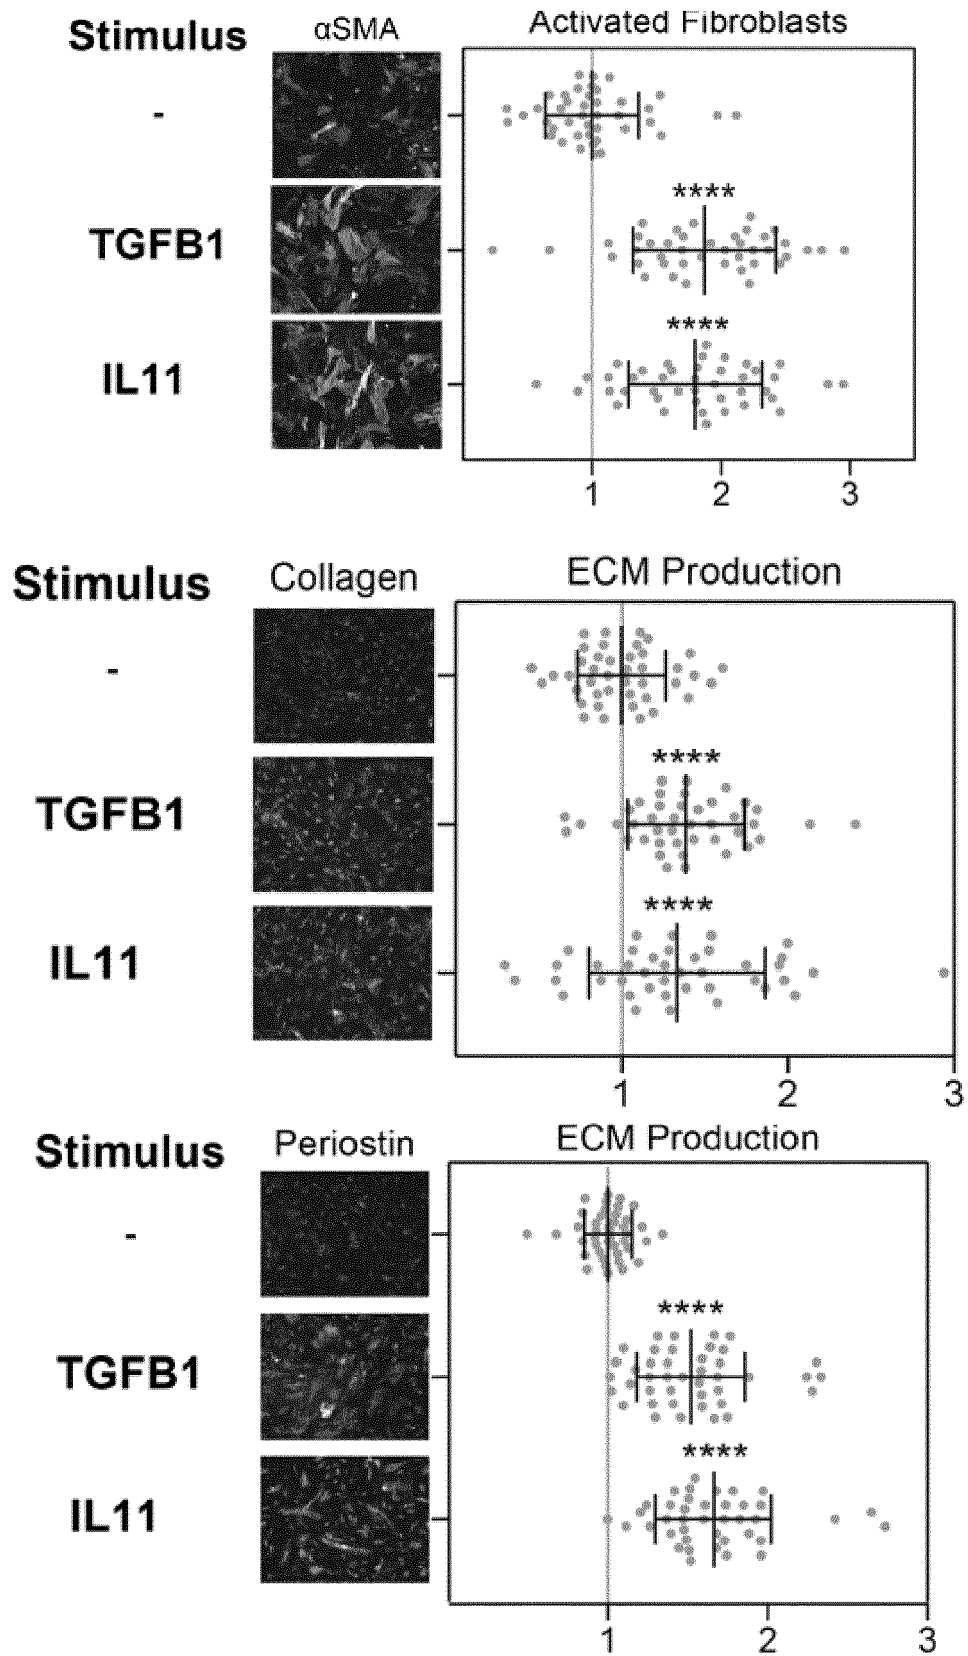 Stimulus αSMA Activated Fibroblasts
-
TGFB1 ****
IL11 ****
1 2 3
Stimulus Collagen ECM Production
-
TGFB1 ****
IL11 ****
1 2 3
Stimulus Periostin ECM Production
-
TGFB1 ****
IL11 ****
1 2 3